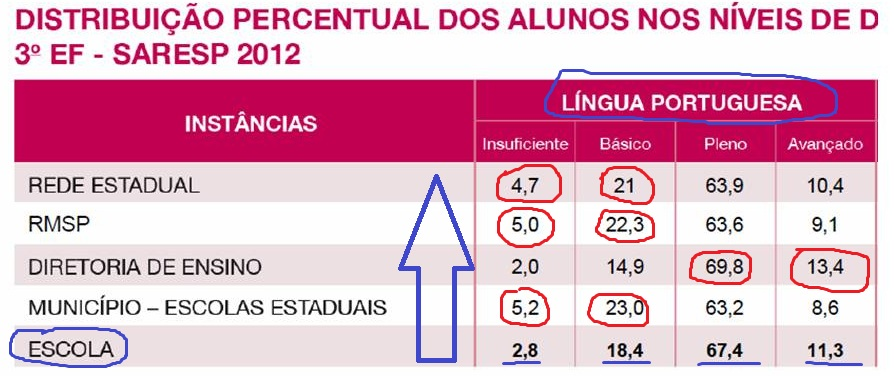 DISTRIBUIÇÃO PERCENTUAL DOS ALUNOS NOS NÍVEIS DE D
3º EF - SARESP 2012
INSTÂNCIAS
LÍNGUA PORTUGUESA
Insuficiente Básico Pleno Avançado
REDE ESTADUAL 4,7 21 63,9 10,4
RMSP 5,0 22,3 63,6 9,1
DIRETORIA DE ENSINO 2,0 14,9 69,8 13,4
MUNICÍPIO – ESCOLAS ESTADUAIS 5,2 23,0 63,2 8,6
ESCOLA 2,8 18,4 67,4 11,3